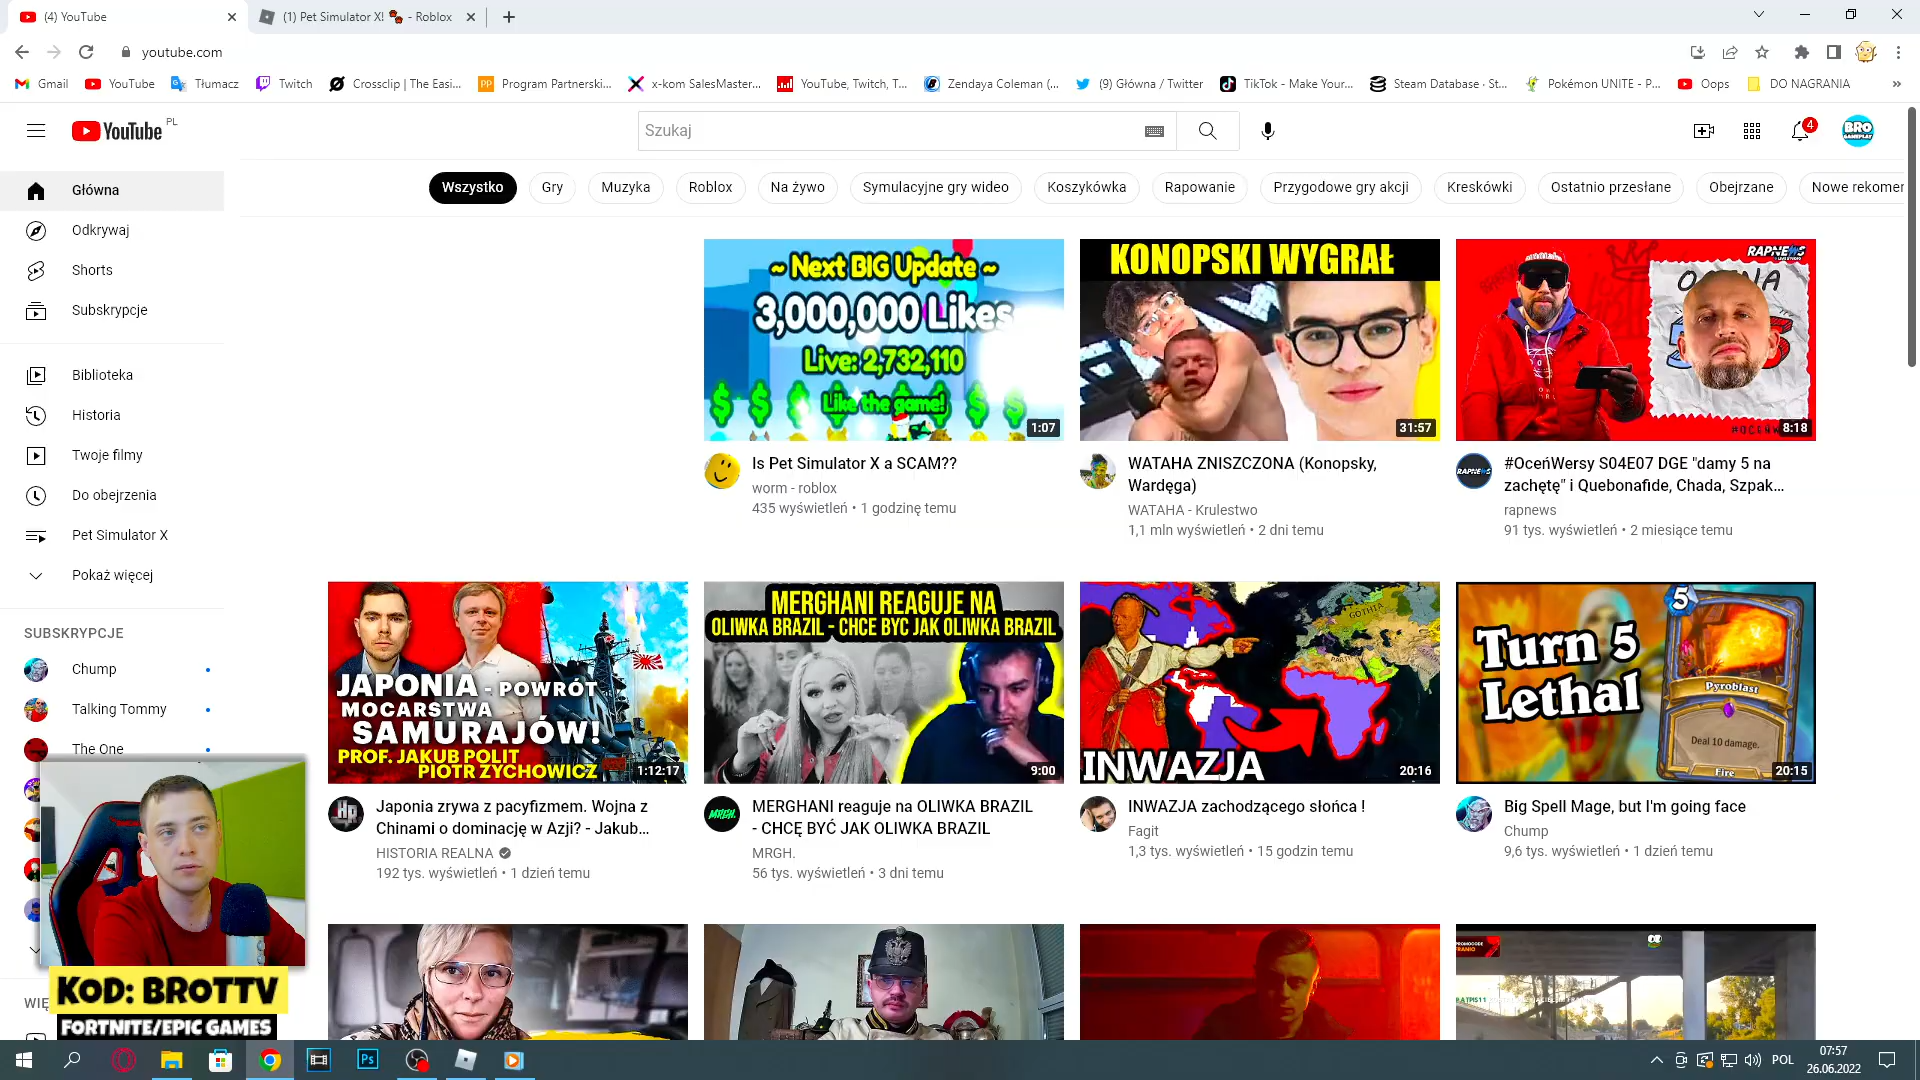 (4) YouTube
(1) Pet Simulator X! - Roblox
youtube.com
Gmail
YouTube
Tłumacz
Twitch
Crossclip | The Easi...
Program Partnerski...
x-kom SalesMaster...
YouTube, Twitch, T...
Zendaya Coleman (...
(9) Główna / Twitter
TikTok - Make Your...
Steam Database · St...
Pokémon UNITE - P...
Oops
DO NAGRANIA
YouTube PL
Szukaj
4
BRO GAMEPLAY
Główna
Odkrywaj
Shorts
Subskrypcje
Biblioteka
Historia
Twoje filmy
Do obejrzenia
Pet Simulator X
Pokaż więcej
SUBSKRYPCJE
Chump
Talking Tommy
The One
WIĘ
KOD: BROTTV
FORTNITE/EPIC GAMES
Wszystko
Gry
Muzyka
Roblox
Na żywo
Symulacyjne gry wideo
Koszykówka
Rapowanie
Przygodowe gry akcji
Kreskówki
Ostatnio przesłane
Obejrzane
Nowe rekomen
~ Next BIG Update ~
3,000,000 Likes
Live: 2,732,110
Like the game!
1:07
Is Pet Simulator X a SCAM??
worm - roblox
435 wyświetleń • 1 godzinę temu
KONOPSKI WYGRAŁ
31:57
WATAHA ZNISZCZONA (Konopsky,
Wardęga)
WATAHA - Krulestwo
1,1 mln wyświetleń • 2 dni temu
RAPNEWS
8:18
RAPNEWS
#OceńWersy S04E07 DGE "damy 5 na
zachętę" i Quebonafide, Chada, Szpak...
rapnews
91 tys. wyświetleń • 2 miesiące temu
JAPONIA - POWRÓT
MOCARSTWA
SAMURAJÓW!
PROF. JAKUB POLIT
PIOTR ZYCHOWICZ
1:12:17
Japonia zrywa z pacyfizmem. Wojna z
Chinami o dominację w Azji? - Jakub...
HISTORIA REALNA
192 tys. wyświetleń • 1 dzień temu
MERGHANI REAGUJE NA
OLIWKA BRAZIL - CHCE BYC JAK OLIWKA BRAZIL
9:00
MRGH.
MERGHANI reaguje na OLIWKA BRAZIL
- CHCĘ BYĆ JAK OLIWKA BRAZIL
MRGH.
56 tys. wyświetleń • 3 dni temu
GOTHIA
INWAZJA
20:16
INWAZJA zachodzącego słońca !
Fagit
1,3 tys. wyświetleń • 15 godzin temu
Turn 5
Lethal
5
Pyroblast
Deal 10 damage.
Fire
20:15
Big Spell Mage, but I'm going face
Chump
9,6 tys. wyświetleń • 1 dzień temu
PROMOCODE
POL
07:57
26.06.2022